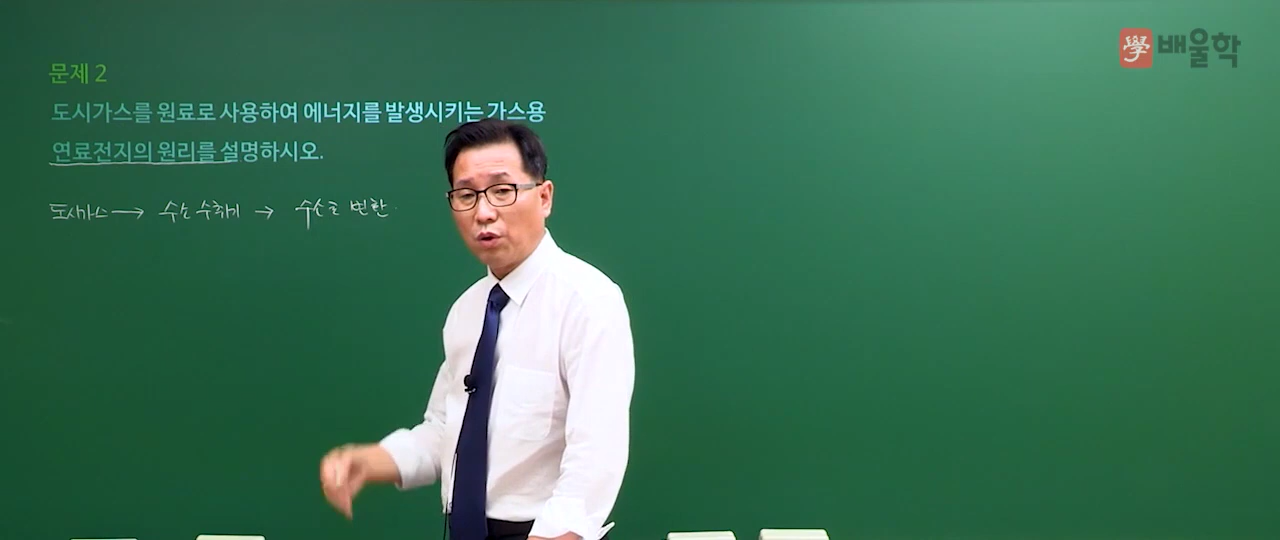 學 배울학
문제 2
도시가스를 원료로 사용하여 에너지를 발생시키는 가스용
연료전지의 원리를 설명하시오.
도시가스 → 수소 수취기 → 수소로 변환.